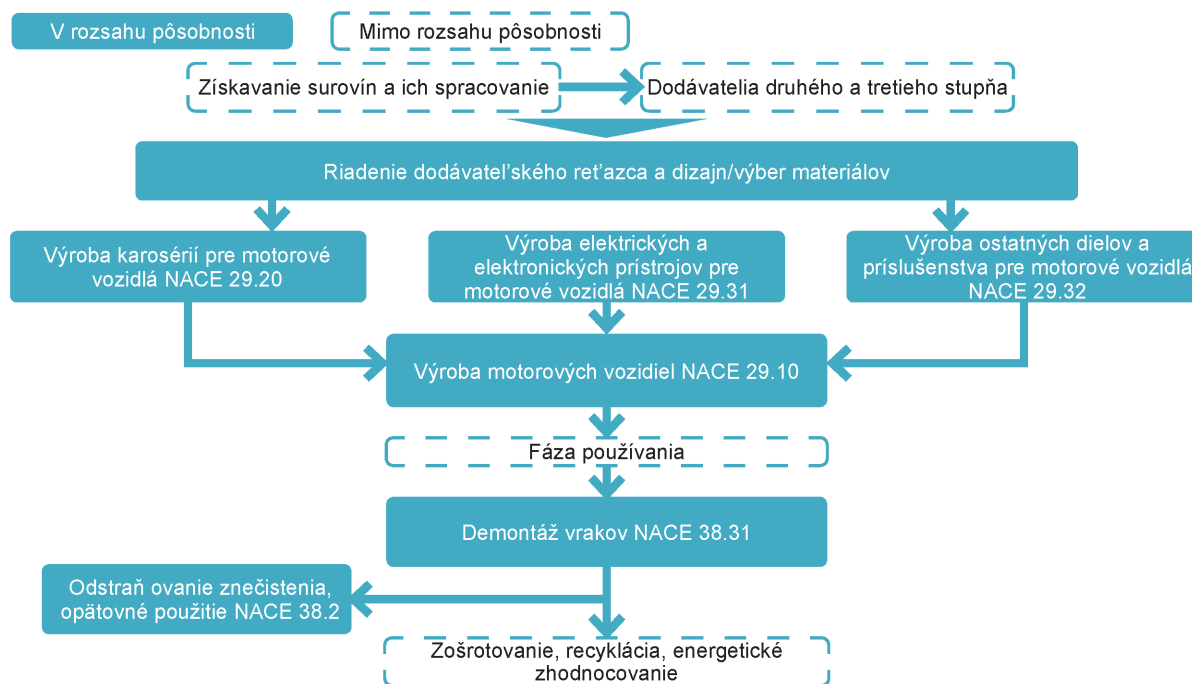 V rozsahu pôsobnosti
Mimo rozsahu pôsobnosti
Získavanie surovín a ich spracovanie
Dodávatelia druhého a tretieho stupňa
Riadenie dodávateľského reťazca a dizajn/výber materiálov
Výroba karosérií pre motorové
vozidlá NACE 29.20
Výroba elektrických a
elektronických prístrojov pre
motorové vozidlá NACE 29.31
Výroba ostatných dielov a
príslušenstva pre motorové vozidlá
NACE 29.32
Výroba motorových vozidiel NACE 29.10
Fáza používania
Demontáž vrakov NACE 38.31
Odstraň ovanie znečistenia,
opätovné použitie NACE 38.2
Zošrotovanie, recyklácia, energetické
zhodnocovanie